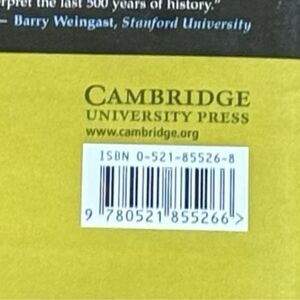 rpret the last 500 years of history.”
– Barry Weingast, Stanford University
CAMBRIDGE
UNIVERSITY PRESS
www.cambridge.org
ISBN 0-521-85526-8
9 780521 855266 >